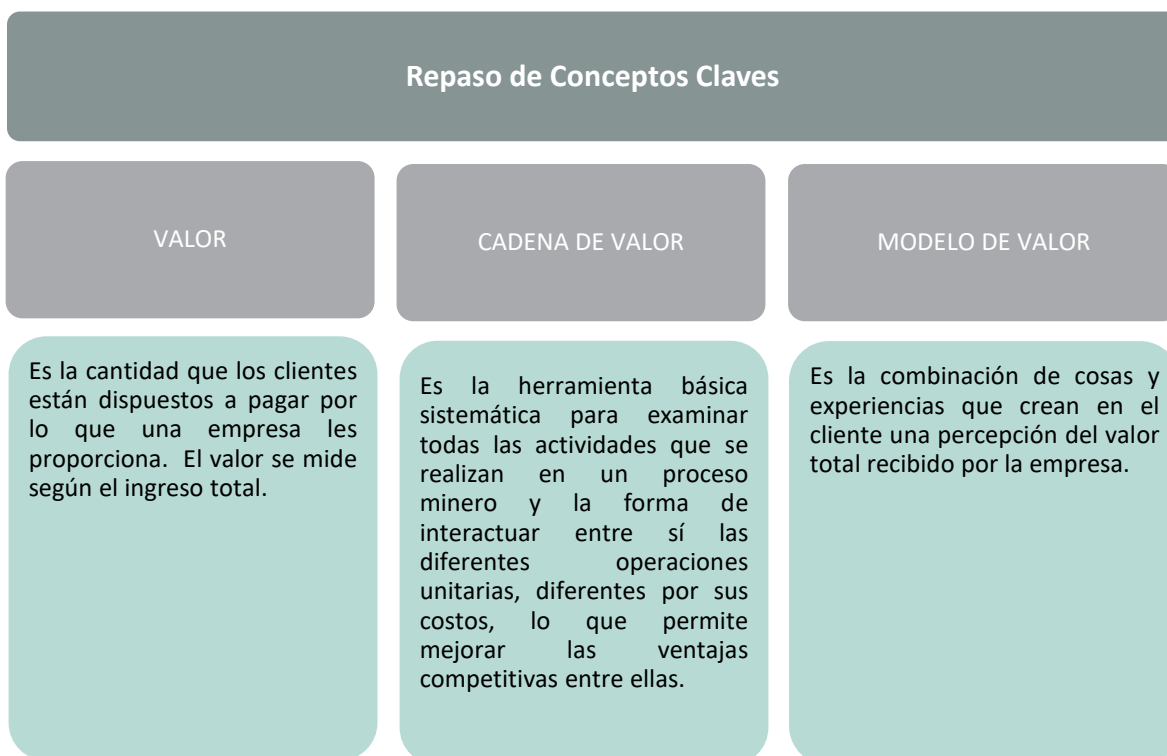 Repaso de Conceptos Claves
VALOR
Es la cantidad que los clientes
están dispuestos a pagar por
lo que una empresa les
proporciona. El valor se mide
según el ingreso total.
CADENA DE VALOR
Es la herramienta básica
sistemática para examinar
todas las actividades que se
realizan en un proceso
minero y la forma de
interactuar entre sí las
diferentes operaciones
unitarias, diferentes por sus
costos, lo que permite
mejorar las ventajas
competitivas entre ellas.
MODELO DE VALOR
Es la combinación de cosas y
experiencias que crean en el
cliente una percepción del valor
total recibido por la empresa.